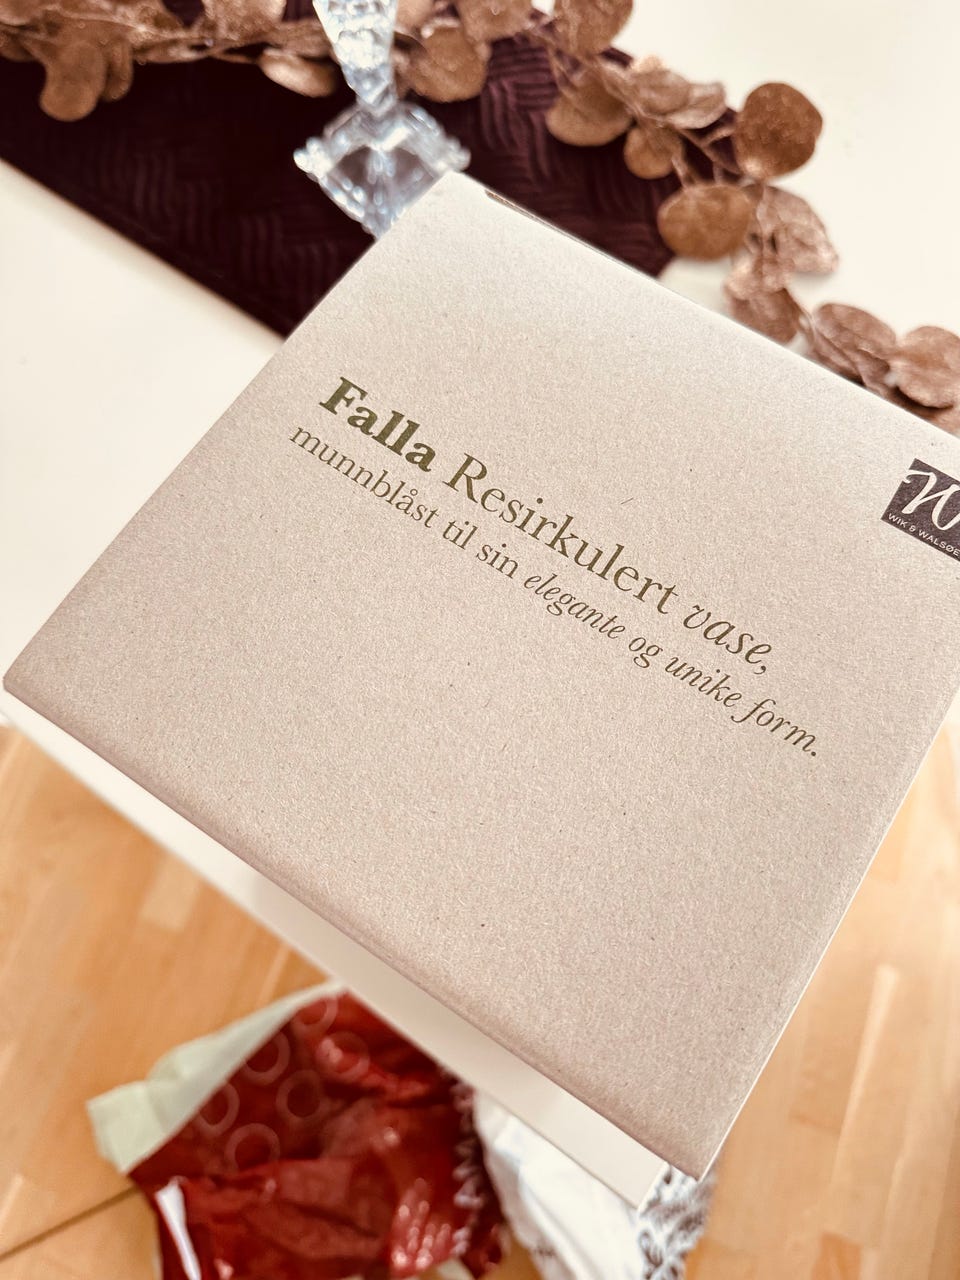 Falla Resirkulert vase,
munnblåst til sin elegante og unike form.
W
WIK & WALSØE